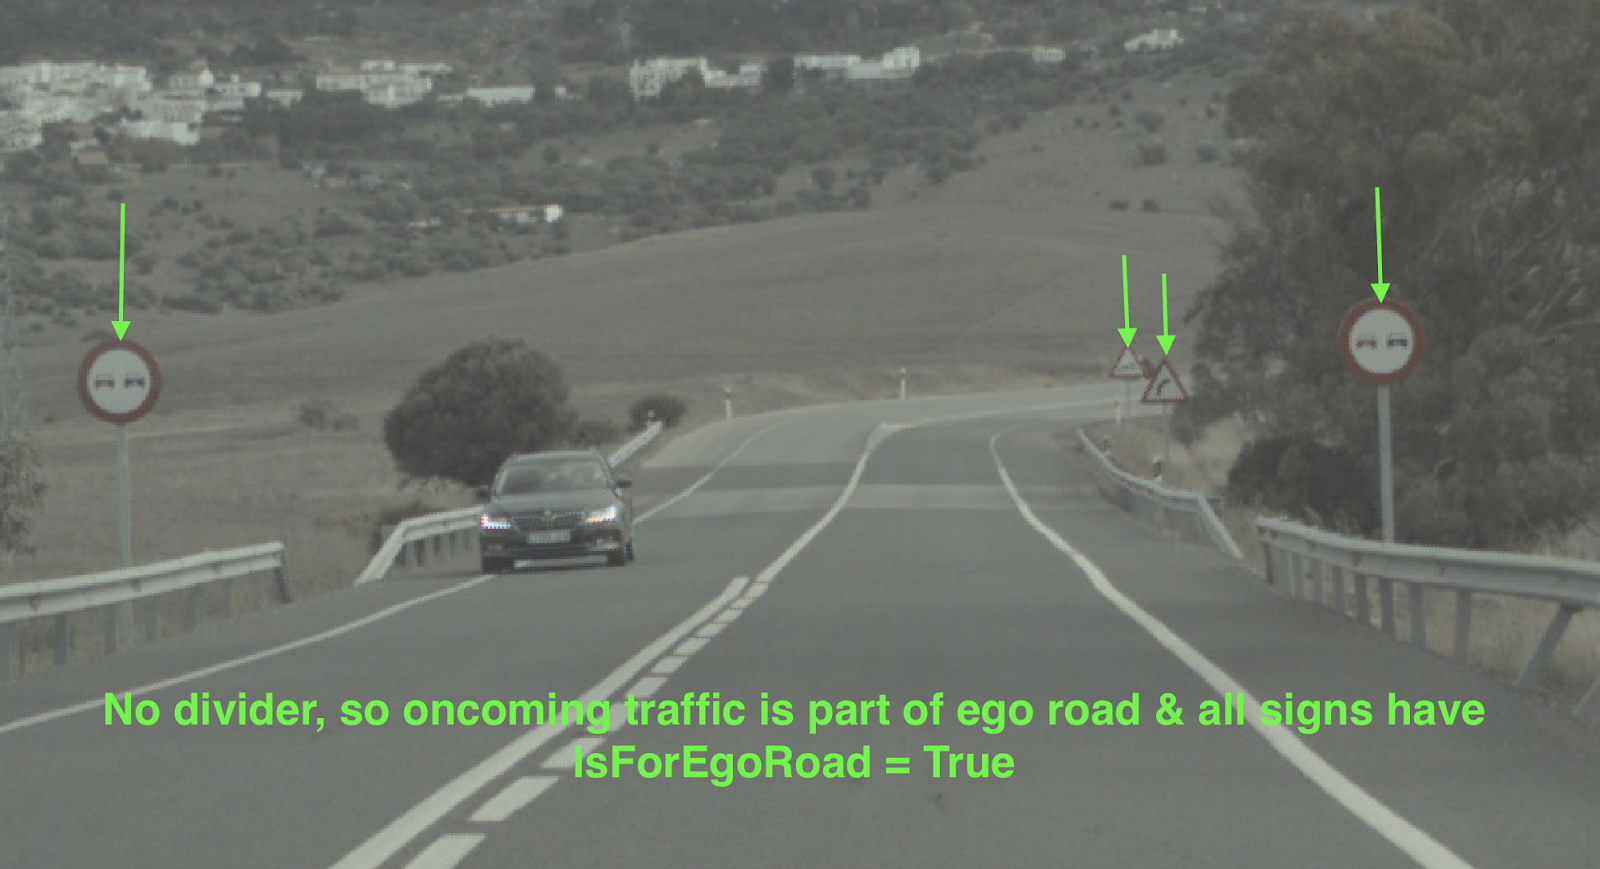 No divider, so oncoming traffic is part of ego road & all signs have
IsForEgoRoad = True